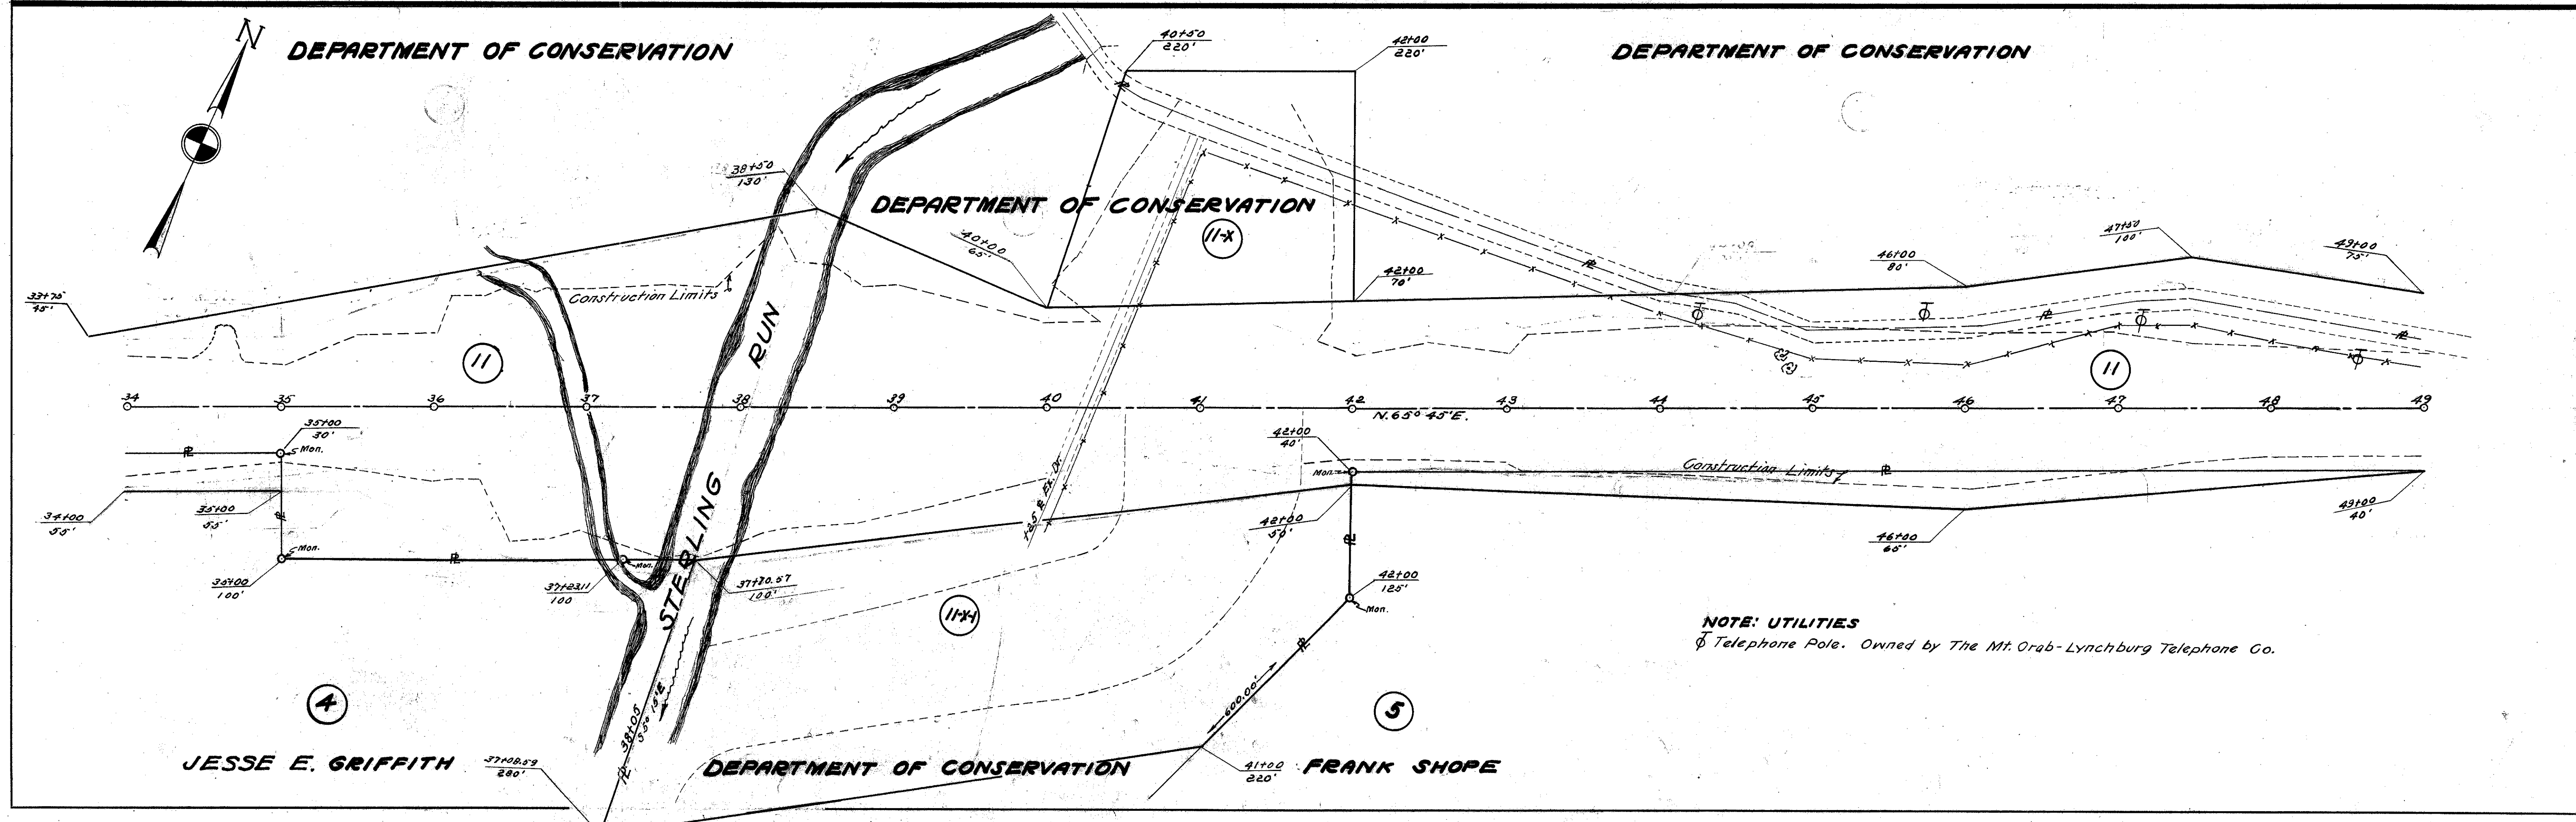 N
DEPARTMENT OF CONSERVATION
DEPARTMENT OF CONSERVATION
40+50
220'
42+00
220'
38+50
130'
DEPARTMENT OF CONSERVATION
11-X
40+00
65'
42+00
70'
46+00
80'
47+50
100'
49+00
75'
33+75
45'
Construction Limits
RUN
11
11
34 35 36 37 38 39 40 41 42 43 44 45 46 47 48 49
N.65° 45'E.
35+00
30'
Mon.
42+00
40'
Mon.
Construction Limits
STERLING
34+00
55'
35+00
55'
42+00
50'
46+00
65'
49+00
40'
Mon.
35+00
100'
37+23.11
100
Mon.
37+70.57
100'
42+00
125'
Mon.
11-X-1
NOTE: UTILITIES
Telephone Pole. Owned by The Mt. Orab-Lynchburg Telephone Co.
600.00'
4
5
38+05
55° 15'E
JESSE E. GRIFFITH
37+08.59
280'
DEPARTMENT OF CONSERVATION
41+00
220'
FRANK SHOPE